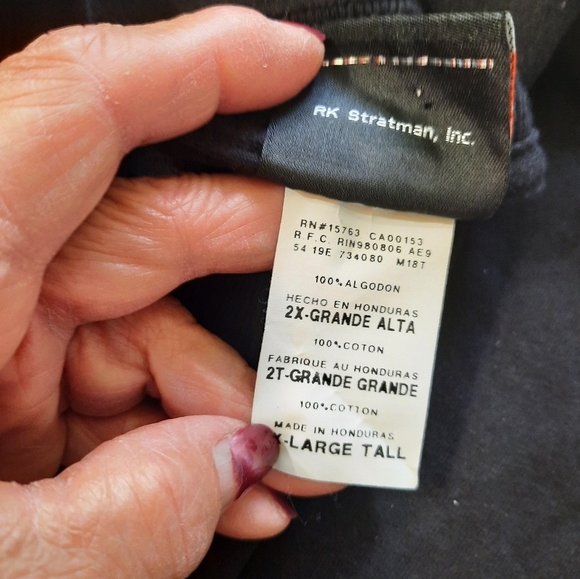 RK Stratman, Inc.
RN#15763 CA00153
R.F.C. RIN980806 AE9
54 19E 734080 M18T
100% ALGODON
HECHO EN HONDURAS
2X-GRANDE ALTA
100% COTON
FABRIQUE AU HONDURAS
2T-GRANDE GRANDE
100% COTTON
MADE IN HONDURAS
X-LARGE TALL